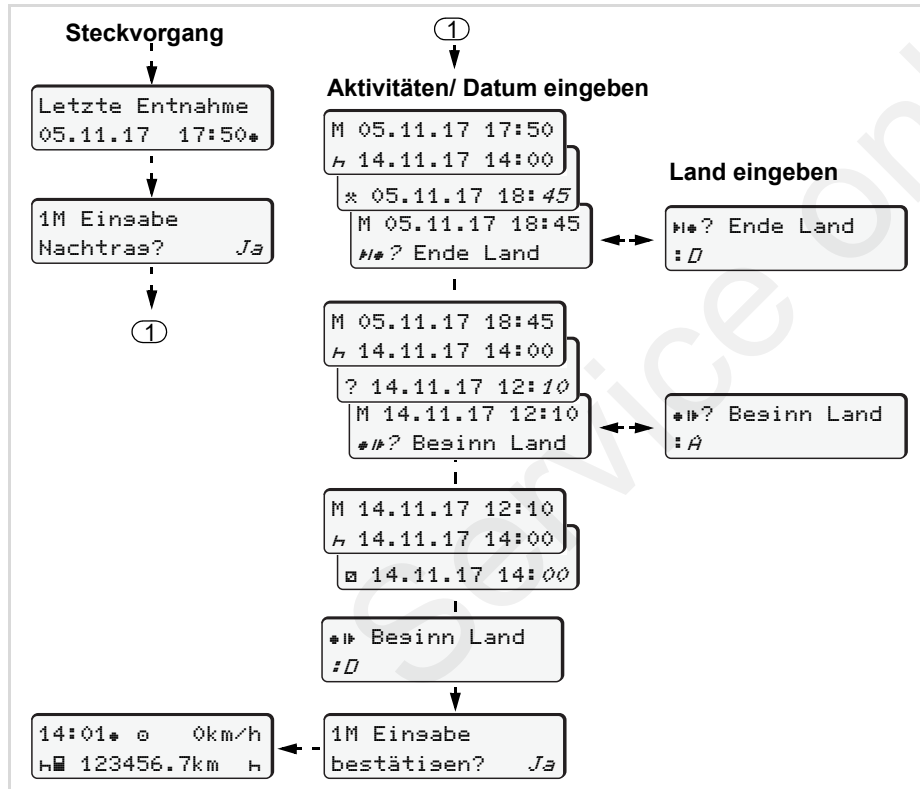 Steckvorgang
Letzte Entnahme
05.11.17 17:50
1M Eingabe
Nachtrag? Ja
1
1
Aktivitäten/ Datum eingeben
M 05.11.17 17:50
14.11.17 14:00
05.11.17 18:45
M 05.11.17 18:45
? Ende Land
Land eingeben
? Ende Land
:D
M 05.11.17 18:45
14.11.17 14:00
? 14.11.17 12:10
M 14.11.17 12:10
? Beginn Land
? Beginn Land
:A
M 14.11.17 12:10
14.11.17 14:00
14.11.17 14:00
Beginn Land
:D
1M Eingabe
bestätigen? Ja
14:01 0km/h
123456.7km
Service on